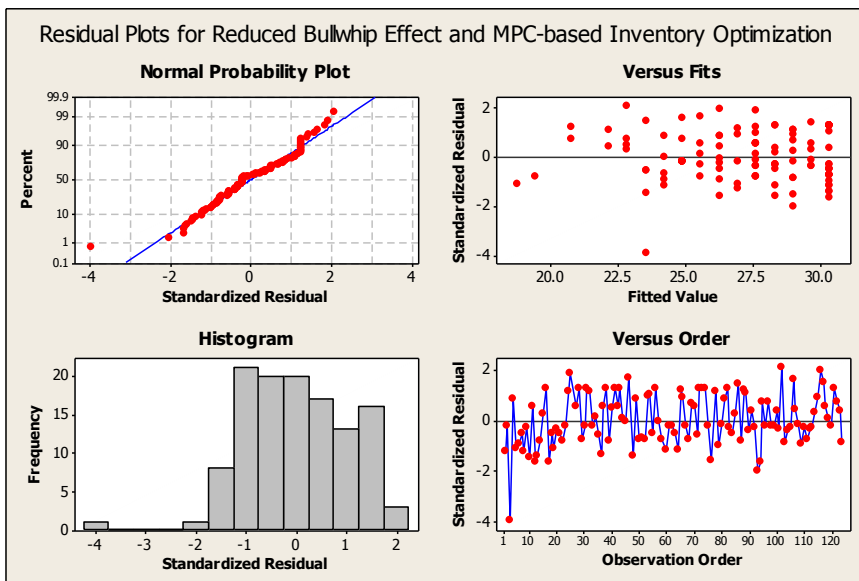 Residual Plots for Reduced Bullwhip Effect and MPC-based Inventory Optimization
Normal Probability Plot
Percent
99.9
99
90
50
10
1
0.1
-4 -2 0 2 4
Standardized Residual
Versus Fits
Standardized Residual
2
0
-2
-4
20.0 22.5 25.0 27.5 30.0
Fitted Value
Histogram
Frequency
20
15
10
5
0
-4 -3 -2 -1 0 1 2
Standardized Residual
Versus Order
Standardized Residual
2
0
-2
-4
1 10 20 30 40 50 60 70 80 90 100 110 120
Observation Order